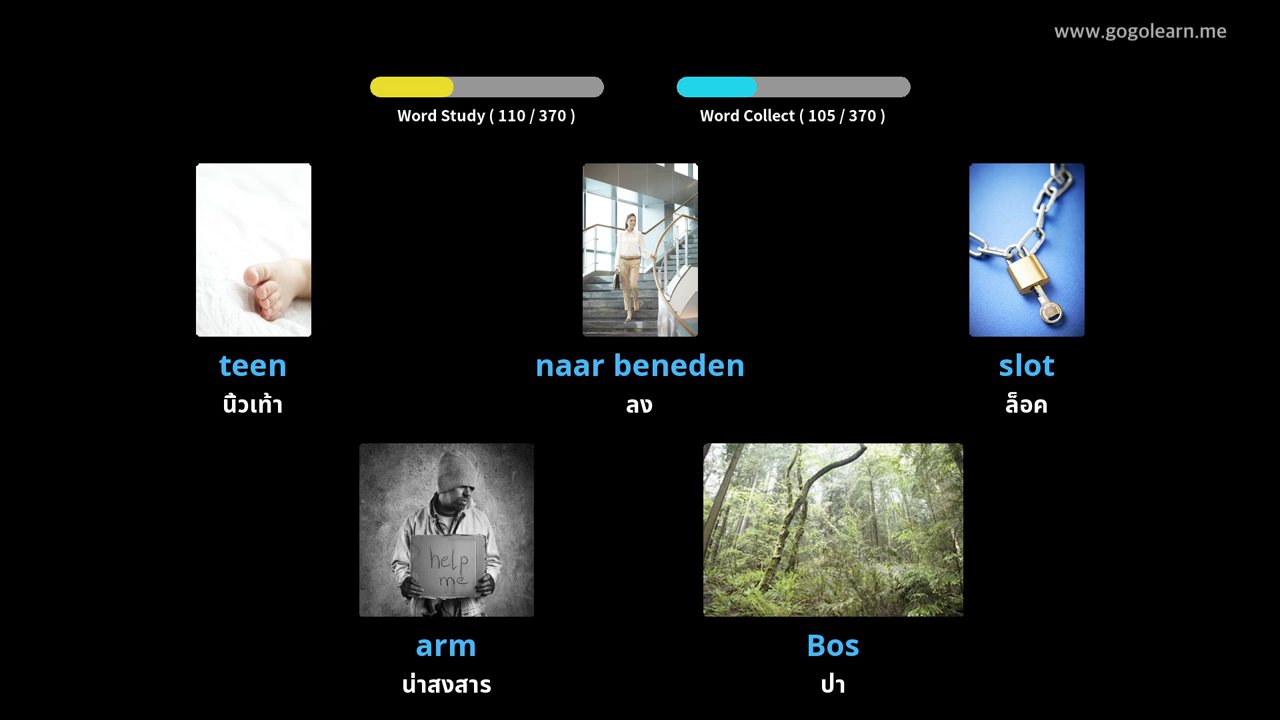 www.gogolearn.me
Word Study ( 110 / 370 )
Word Collect ( 105 / 370 )
teen
นิ้วเท้า
naar beneden
ลง
slot
ล็อค
help
me
arm
น่าสงสาร
Bos
ป่า